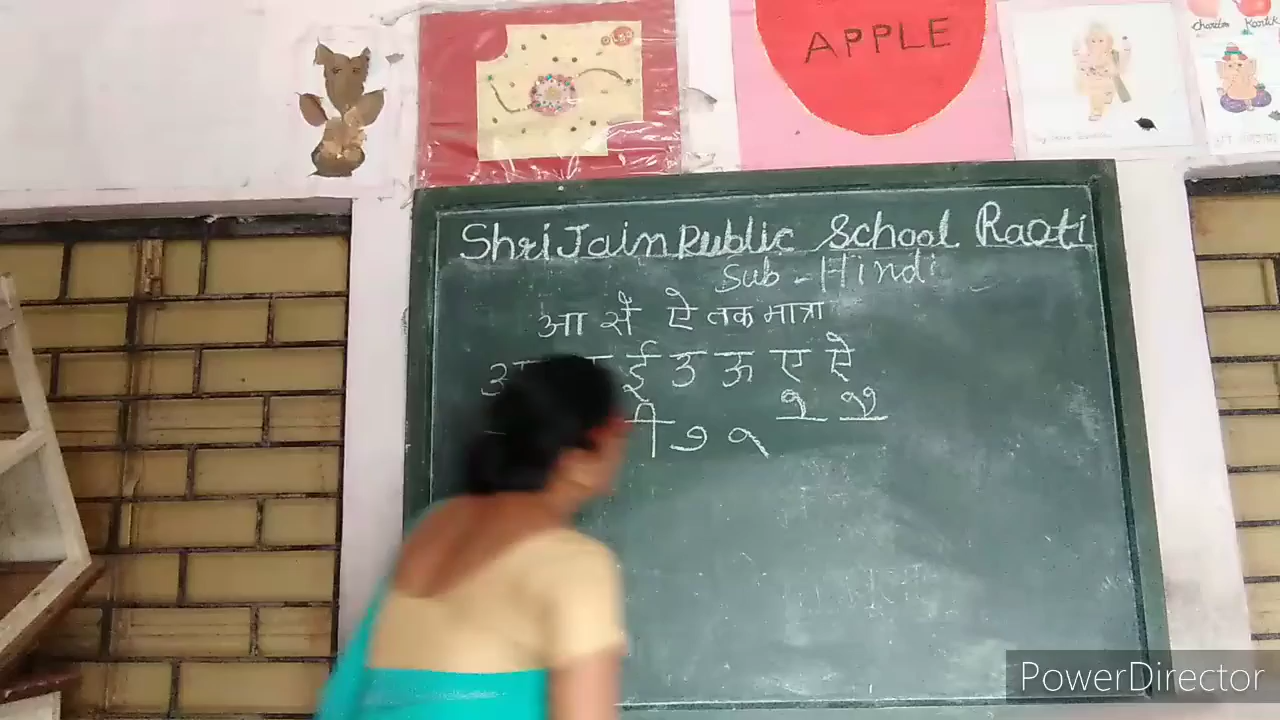 APPLE
Shri Jain Public School Raoti
Sub - Hindi
आ सें ऐ तक मात्रा
ई उ ऊ ए ऐ
ी ु ू े ै
PowerDirector